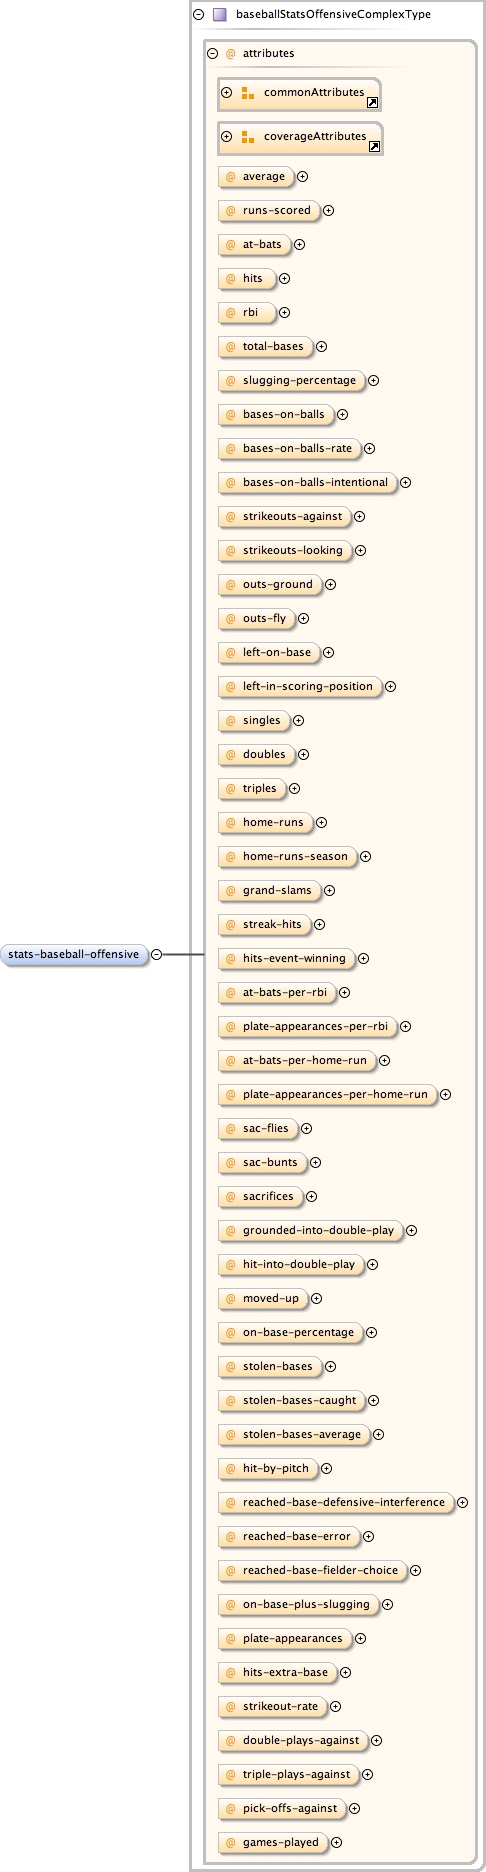 baseballStatsOffensiveComplexType
@ attributes
commonAttributes
coverageAttributes
@ average
@ runs-scored
@ at-bats
@ hits
@ rbi
@ total-bases
@ slugging-percentage
@ bases-on-balls
@ bases-on-balls-rate
@ bases-on-balls-intentional
@ strikeouts-against
@ strikeouts-looking
@ outs-ground
@ outs-fly
@ left-on-base
@ left-in-scoring-position
@ singles
@ doubles
@ triples
@ home-runs
@ home-runs-season
@ grand-slams
@ streak-hits
stats-baseball-offensive
@ hits-event-winning
@ at-bats-per-rbi
@ plate-appearances-per-rbi
@ at-bats-per-home-run
@ plate-appearances-per-home-run
@ sac-flies
@ sac-bunts
@ sacrifices
@ grounded-into-double-play
@ hit-into-double-play
@ moved-up
@ on-base-percentage
@ stolen-bases
@ stolen-bases-caught
@ stolen-bases-average
@ hit-by-pitch
@ reached-base-defensive-interference
@ reached-base-error
@ reached-base-fielder-choice
@ on-base-plus-slugging
@ plate-appearances
@ hits-extra-base
@ strikeout-rate
@ double-plays-against
@ triple-plays-against
@ pick-offs-against
@ games-played